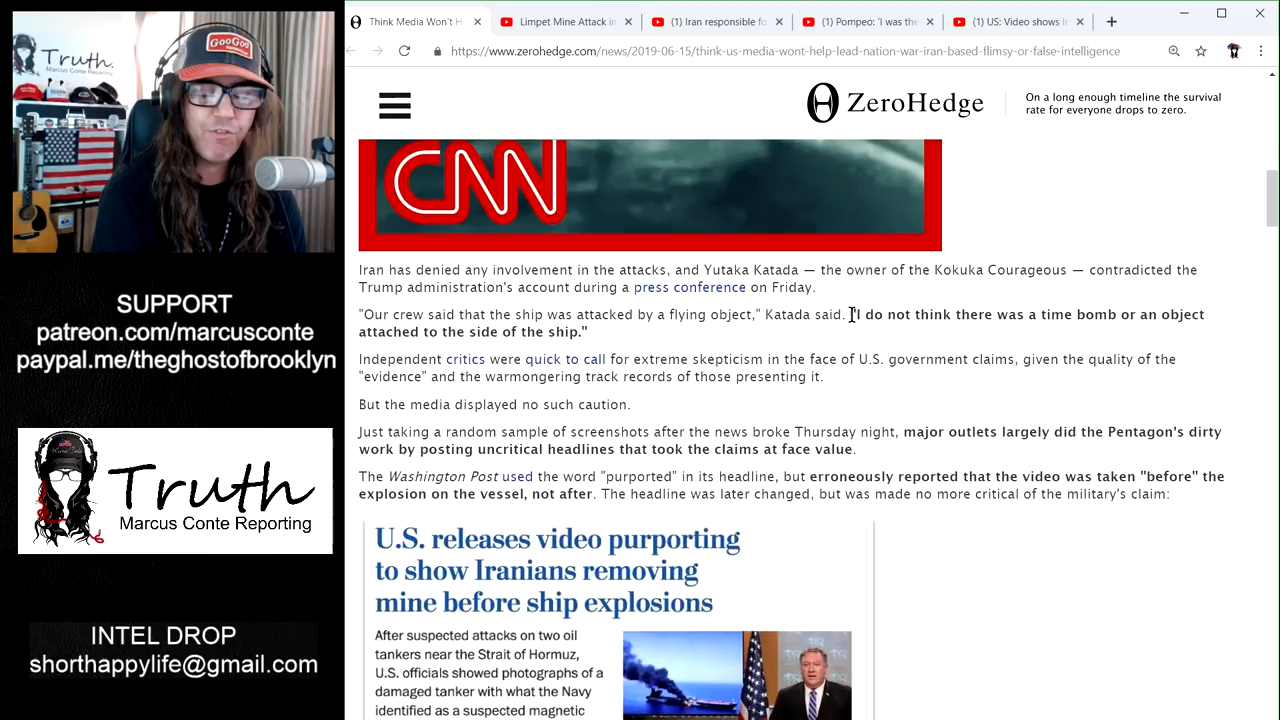 Truth.
Marcus Conte Reporting
GooGoo
SUPPORT
patreon.com/marcusconte
paypal.me/theghostofbrooklyn
Truth
Marcus Conte Reporting
INTEL DROP
shorthappylife@gmail.com
Think Media Won't H
Limpet Mine Attack in
(1) Iran responsible fo
(1) Pompeo: 'I was the
(1) US: Video shows Ir
https://www.zerohedge.com/news/2019-06-15/think-us-media-wont-help-lead-nation-war-iran-based-flimsy-or-false-intelligence
ZeroHedge
On a long enough timeline the survival
rate for everyone drops to zero.
CNN
Iran has denied any involvement in the attacks, and Yutaka Katada — the owner of the Kokuka Courageous — contradicted the
Trump administration's account during a press conference on Friday.
"Our crew said that the ship was attacked by a flying object," Katada said. "I do not think there was a time bomb or an object
attached to the side of the ship."
Independent critics were quick to call for extreme skepticism in the face of U.S. government claims, given the quality of the
"evidence" and the warmongering track records of those presenting it.
But the media displayed no such caution.
Just taking a random sample of screenshots after the news broke Thursday night, major outlets largely did the Pentagon's dirty
work by posting uncritical headlines that took the claims at face value.
The Washington Post used the word "purported" in its headline, but erroneously reported that the video was taken "before" the
explosion on the vessel, not after. The headline was later changed, but was made no more critical of the military's claim:
U.S. releases video purporting
to show Iranians removing
mine before ship explosions
After suspected attacks on two oil
tankers near the Strait of Hormuz,
U.S. officials showed photographs of a
damaged tanker with what the Navy
identified as a suspected magnetic